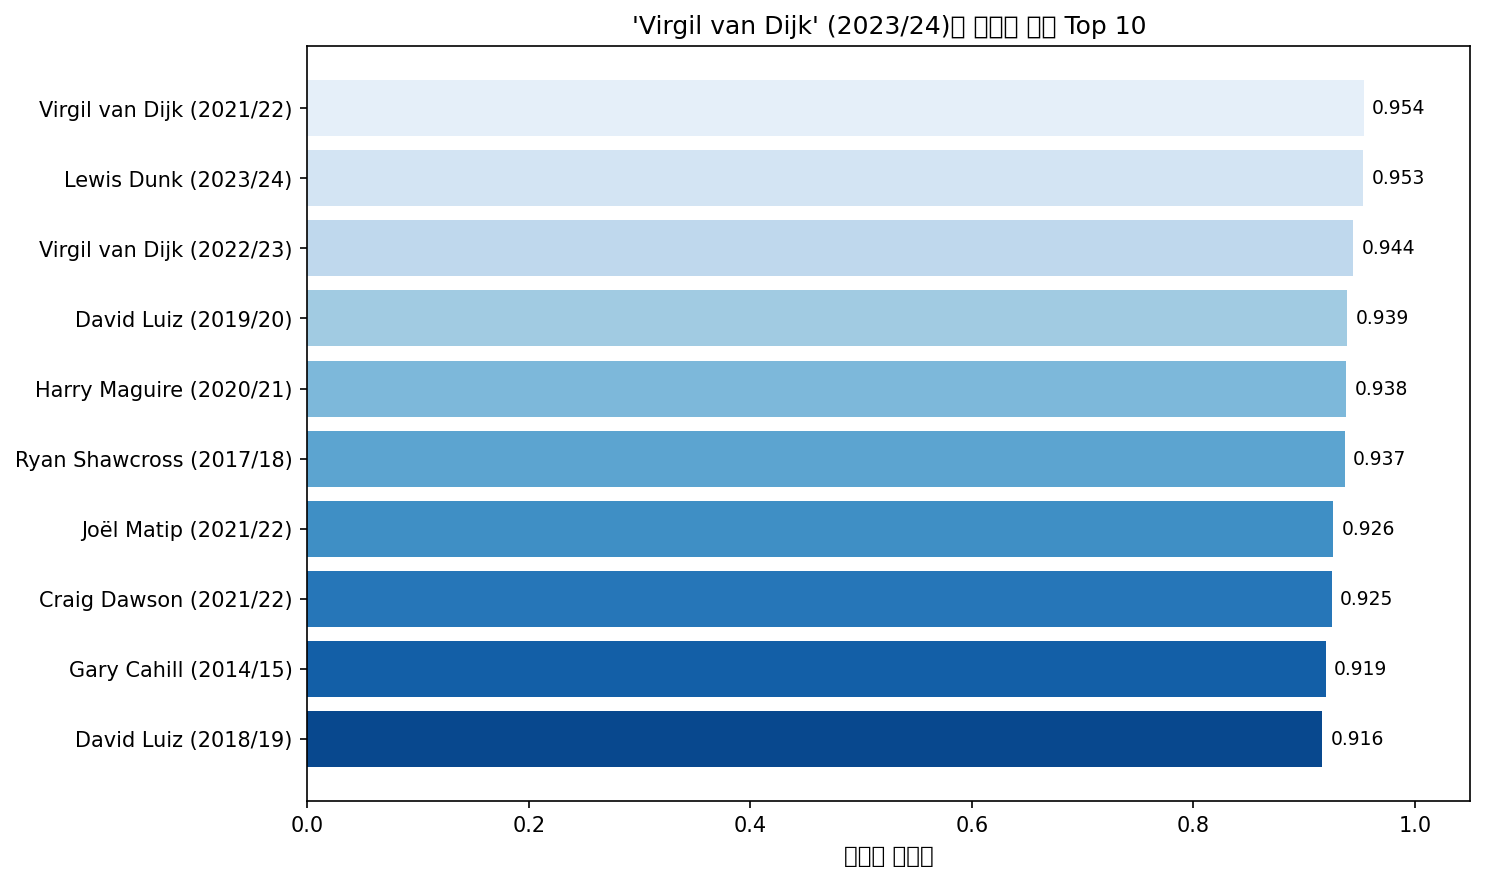 'Virgil van Dijk' (2023/24) Top 10
Virgil van Dijk (2021/22) 0.954
Lewis Dunk (2023/24) 0.953
Virgil van Dijk (2022/23) 0.944
David Luiz (2019/20) 0.939
Harry Maguire (2020/21) 0.938
Ryan Shawcross (2017/18) 0.937
Joël Matip (2021/22) 0.926
Craig Dawson (2021/22) 0.925
Gary Cahill (2014/15) 0.919
David Luiz (2018/19) 0.916
0.0 0.2 0.4 0.6 0.8 1.0